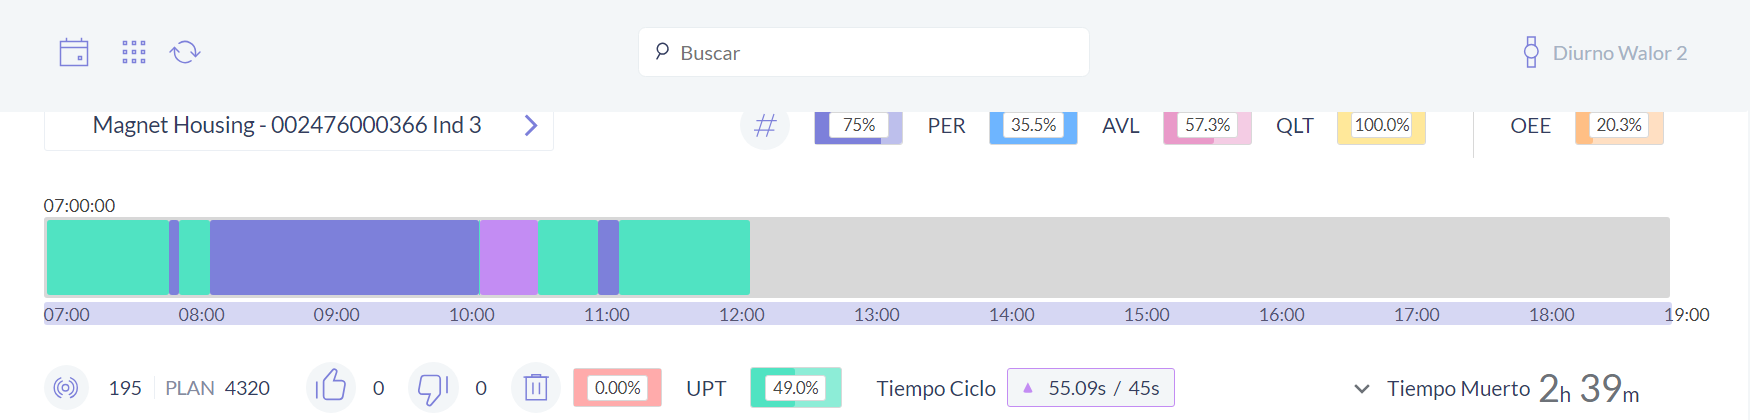 Buscar
Diurno Walor 2
Magnet Housing - 002476000366 Ind 3
# 75% PER 35.5% AVL 57.3% QLT 100.0% OEE 20.3%
07:00:00
07:00 08:00 09:00 10:00 11:00 12:00 13:00 14:00 15:00 16:00 17:00 18:00 19:00
195 PLAN 4320 0 0 0.00% UPT 49.0% Tiempo Ciclo 55.09s / 45s Tiempo Muerto 2h 39m